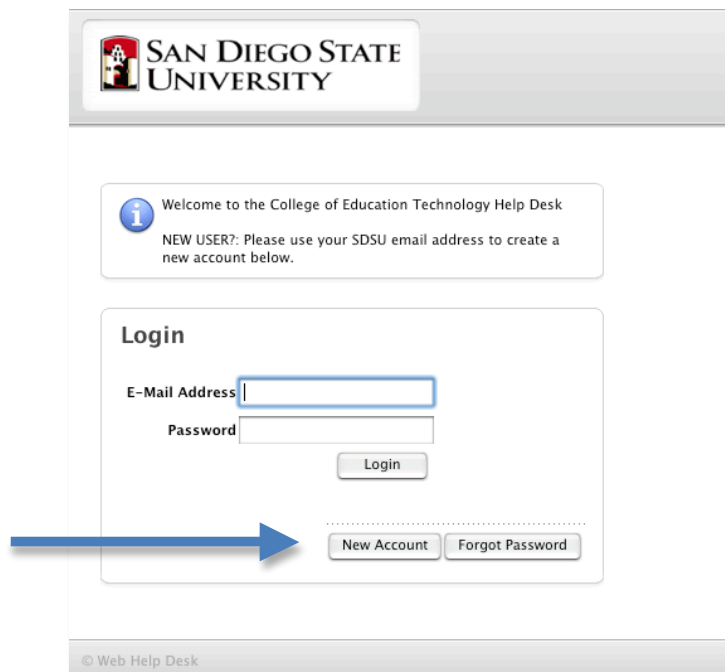 SAN DIEGO STATE
UNIVERSITY
Welcome to the College of Education Technology Help Desk
NEW USER?: Please use your SDSU email address to create a
new account below.
Login
E-Mail Address
Password
Login
New Account Forgot Password
© Web Help Desk